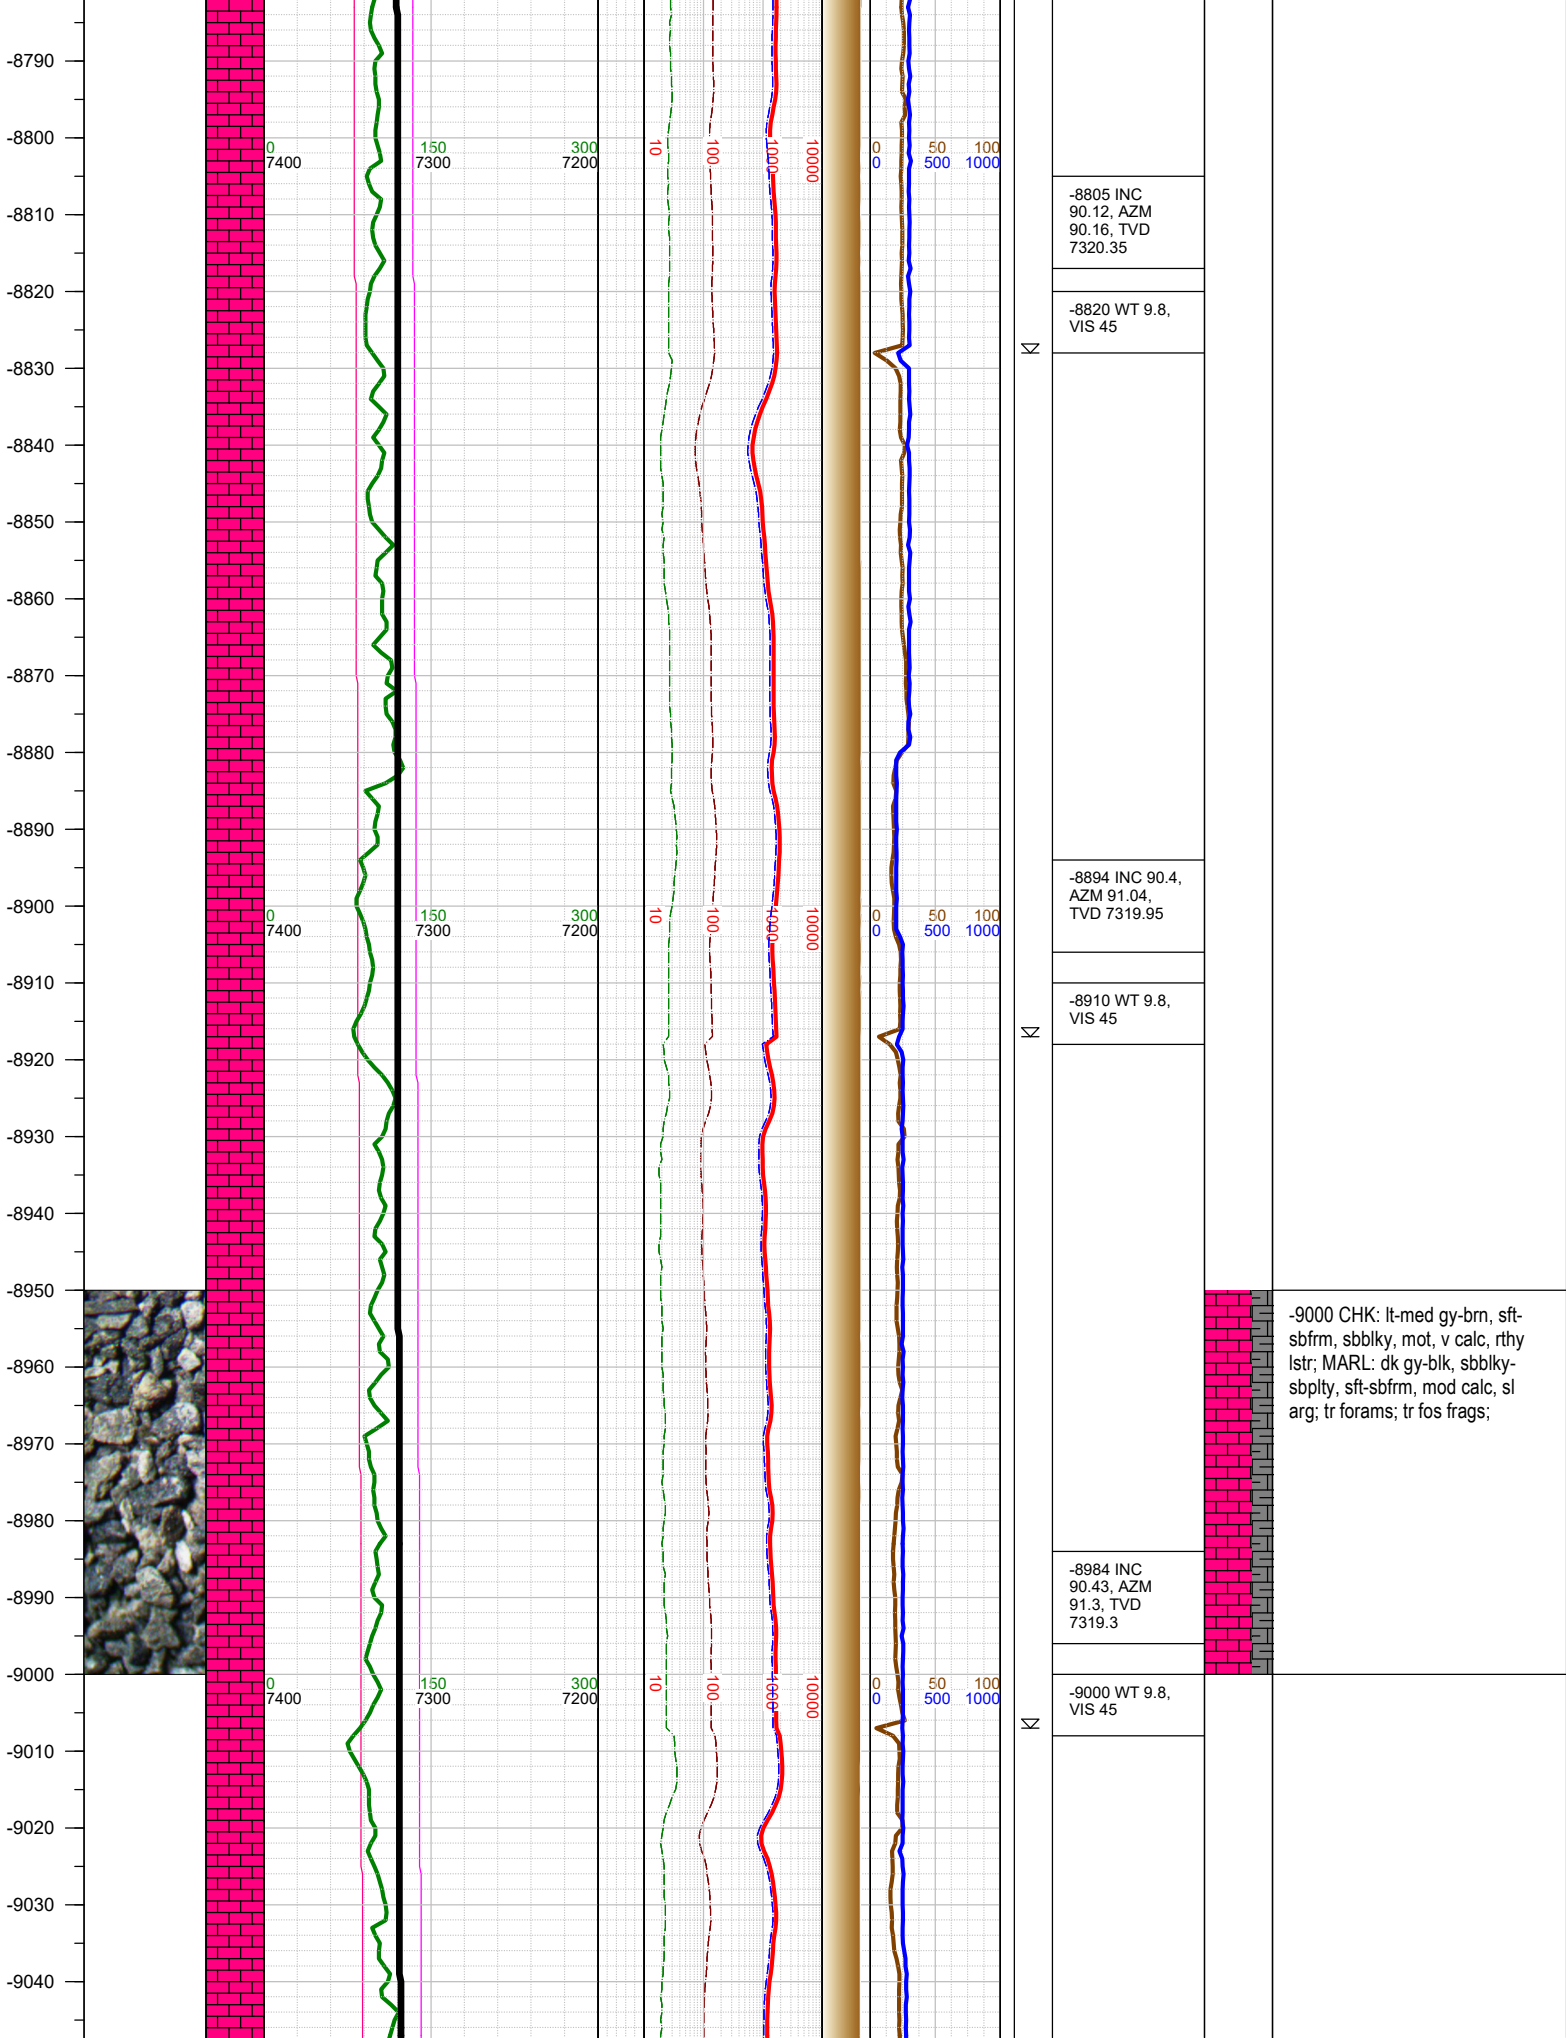 -8790
-8800
0 150 300 10 100 1000 10000 0 50 100
7400 7300 7200 0 500 1000
-8805 INC
90.12, AZM
90.16, TVD
7320.35
-8810
-8820
-8820 WT 9.8,
VIS 45
-8830
-8840
-8850
-8860
-8870
-8880
-8890
-8894 INC 90.4,
AZM 91.04,
TVD 7319.95
-8900
0 150 300 10 100 1000 10000 0 50 100
7400 7300 7200 0 500 1000
-8910
-8910 WT 9.8,
VIS 45
-8920
-8930
-8940
-8950
-9000 CHK: lt-med gy-brn, sft-
sbfrm, sbblky, mot, v calc, rthy
lstr; MARL: dk gy-blk, sbblky-
sbplty, sft-sbfrm, mod calc, sl
arg; tr forams; tr fos frags;
-8960
-8970
-8980
-8984 INC
90.43, AZM
91.3, TVD
7319.3
-8990
-9000
0 150 300 10 100 1000 10000 0 50 100
7400 7300 7200 0 500 1000
-9000 WT 9.8,
VIS 45
-9010
-9020
-9030
-9040